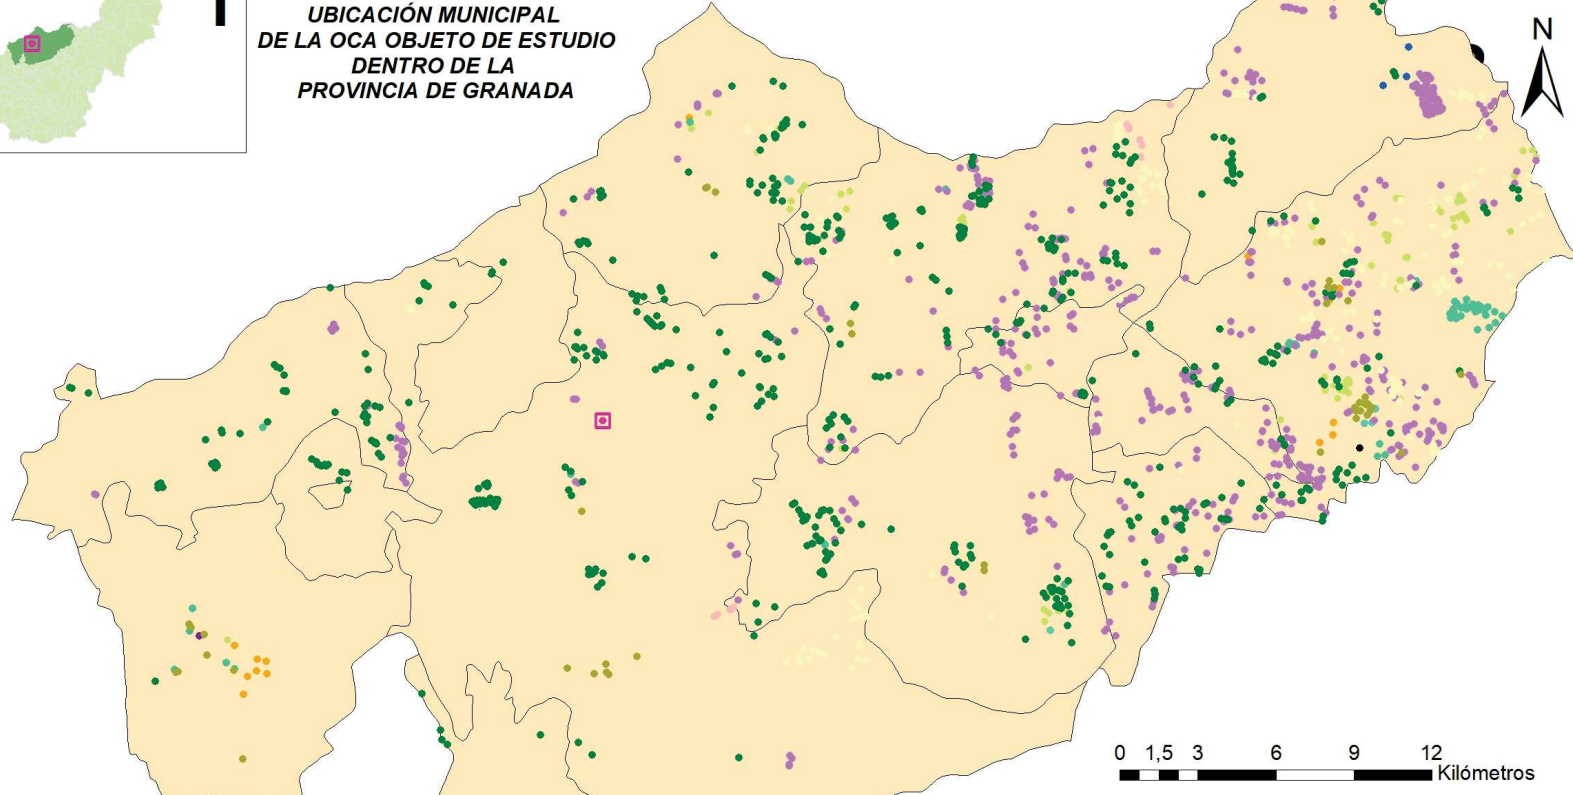 UBICACIÓN MUNICIPAL
DE LA OCA OBJETO DE ESTUDIO
DENTRO DE LA
PROVINCIA DE GRANADA
N
0 1,5 3 6 9 12
Kilómetros